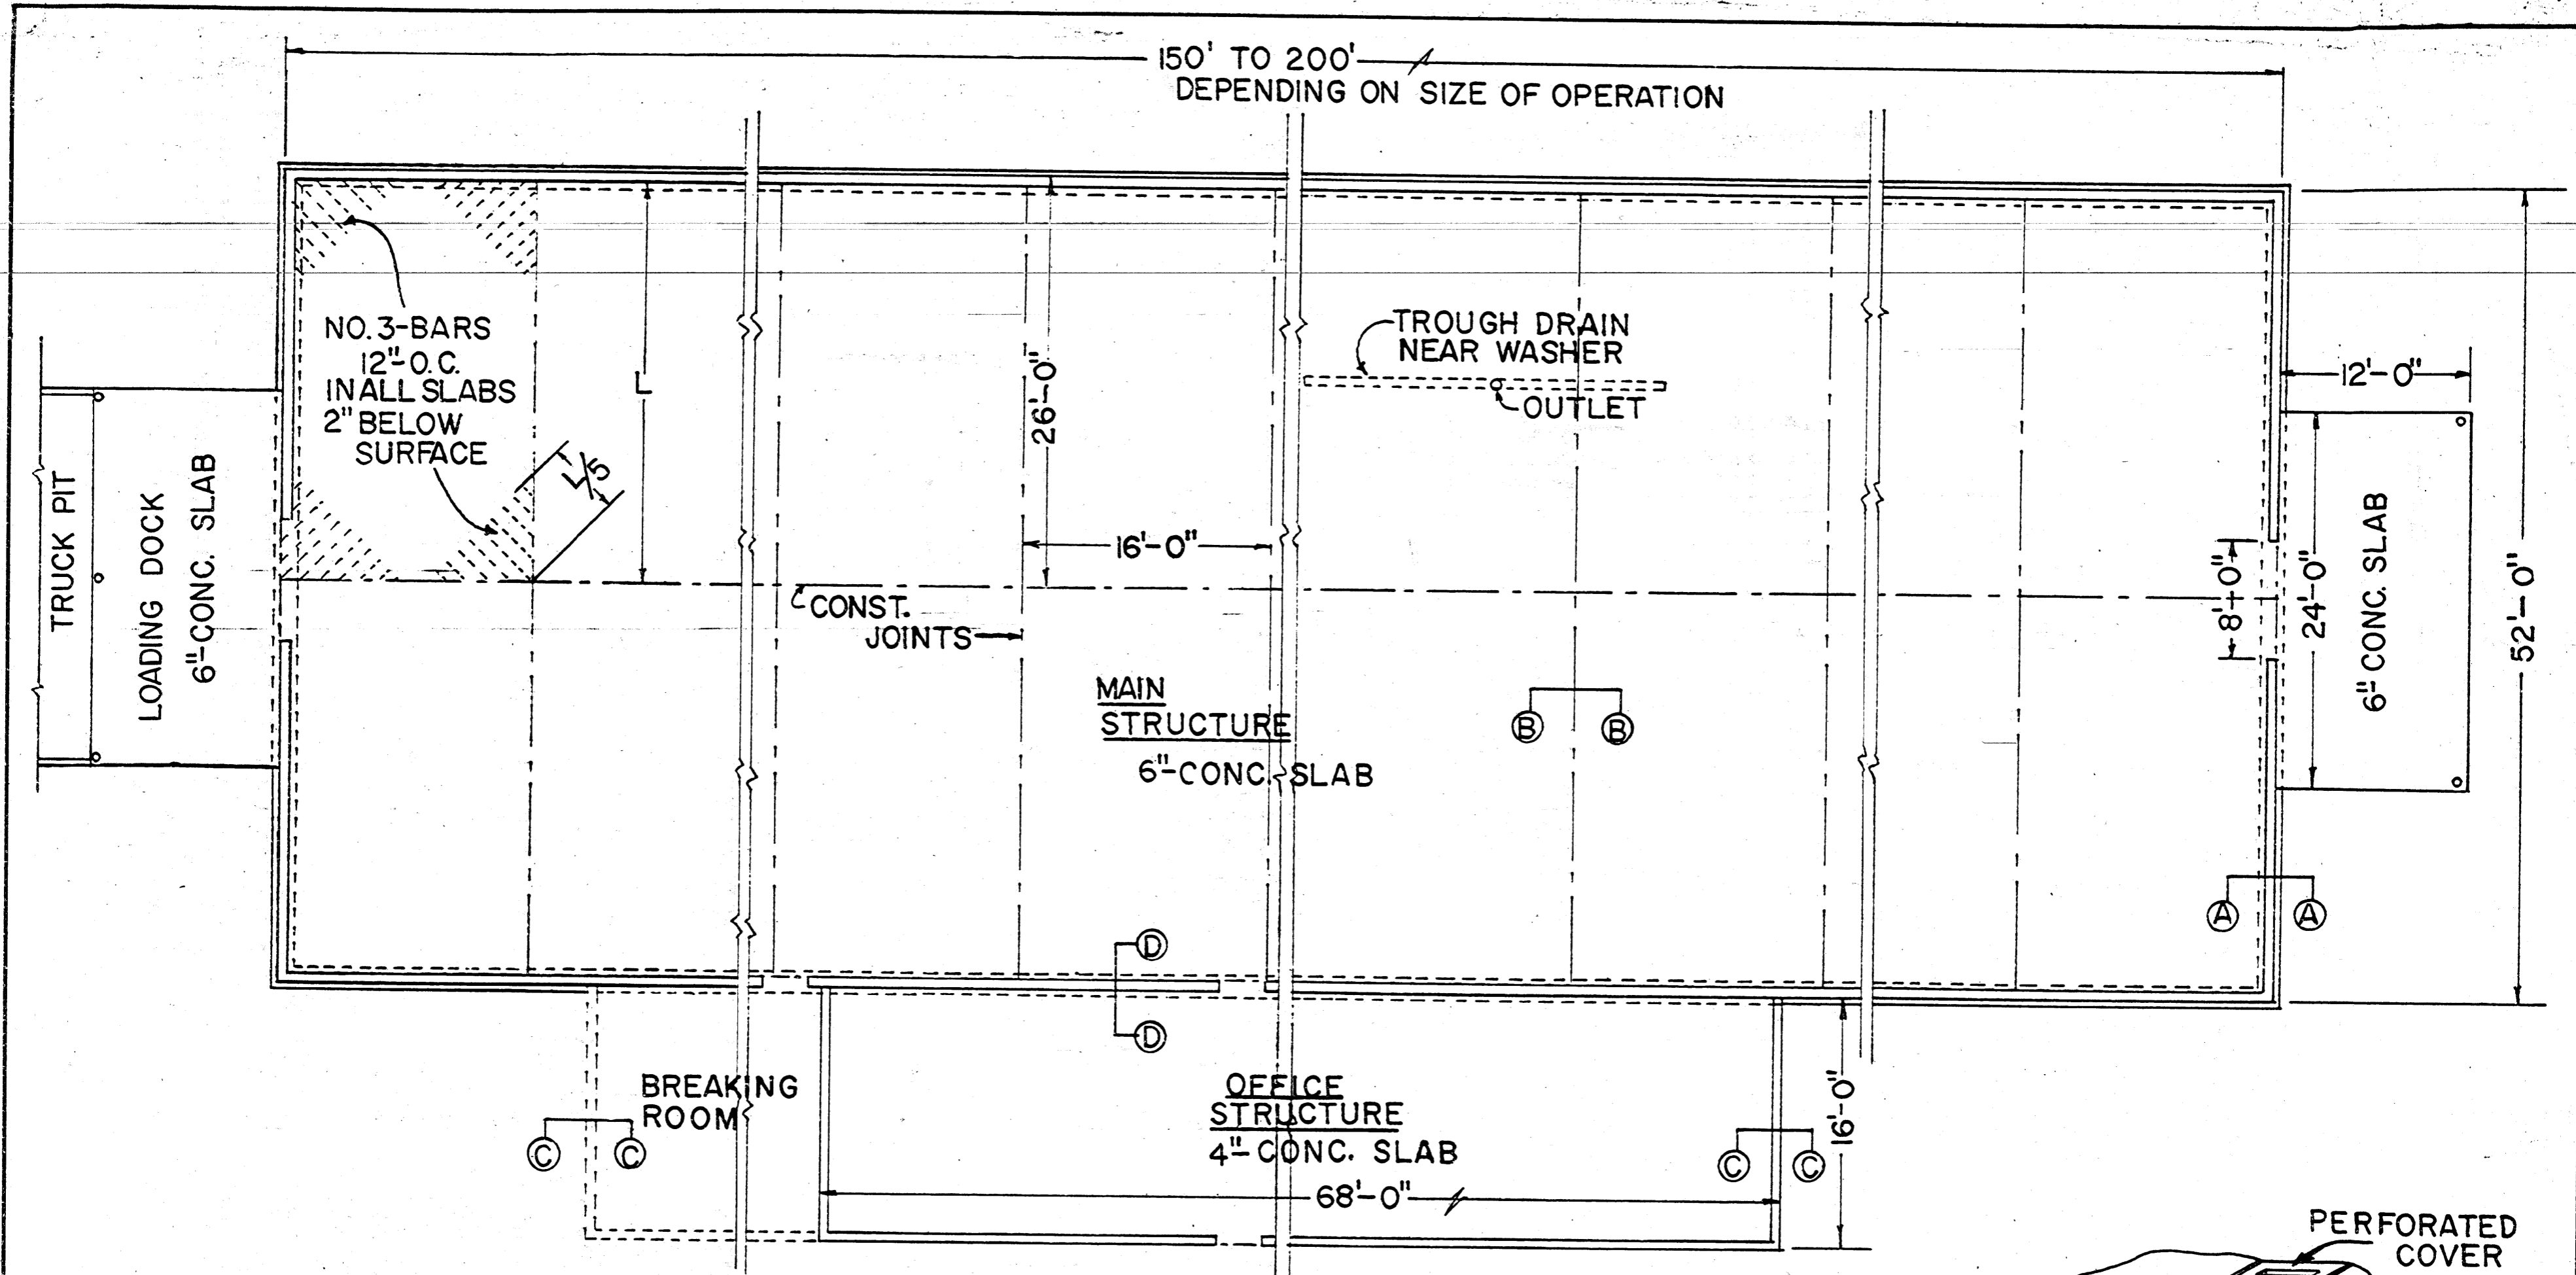 150' TO 200'
DEPENDING ON SIZE OF OPERATION
NO. 3-BARS
12"-O.C.
IN ALL SLABS
2" BELOW
SURFACE
L/5
L
26'-0"
16'-0"
TROUGH DRAIN
NEAR WASHER
OUTLET
12'-0"
TRUCK PIT
LOADING DOCK
6"-CONC. SLAB
CONST.
JOINTS
MAIN
STRUCTURE
6"-CONC. SLAB
B
B
8'-0"
24'-0"
6"-CONC. SLAB
52'-0"
A
A
D
D
BREAKING
ROOM
C
C
OFFICE
STRUCTURE
4"-CONC. SLAB
68'-0"
C
C
16'-0"
PERFORATED
COVER